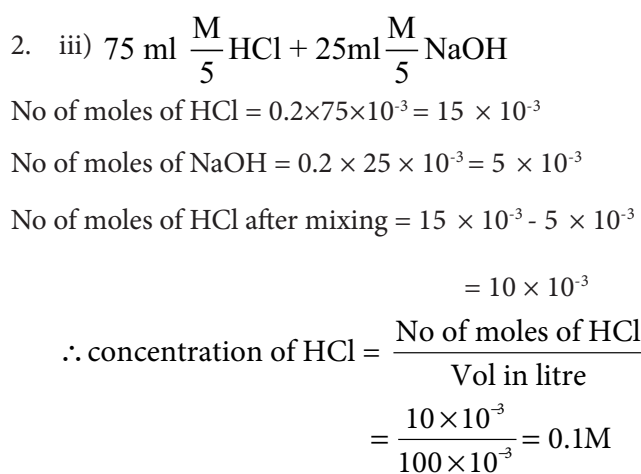 2. iii) 75 ml M/5 HCl + 25ml M/5 NaOH
No of moles of HCl = 0.2×75×10⁻³ = 15 × 10⁻³
No of moles of NaOH = 0.2 × 25 × 10⁻³ = 5 × 10⁻³
No of moles of HCl after mixing = 15 × 10⁻³ - 5 × 10⁻³
= 10 × 10⁻³
∴ concentration of HCl = No of moles of HCl / Vol in litre
= 10 ×10⁻³ / 100 ×10⁻³ = 0.1M